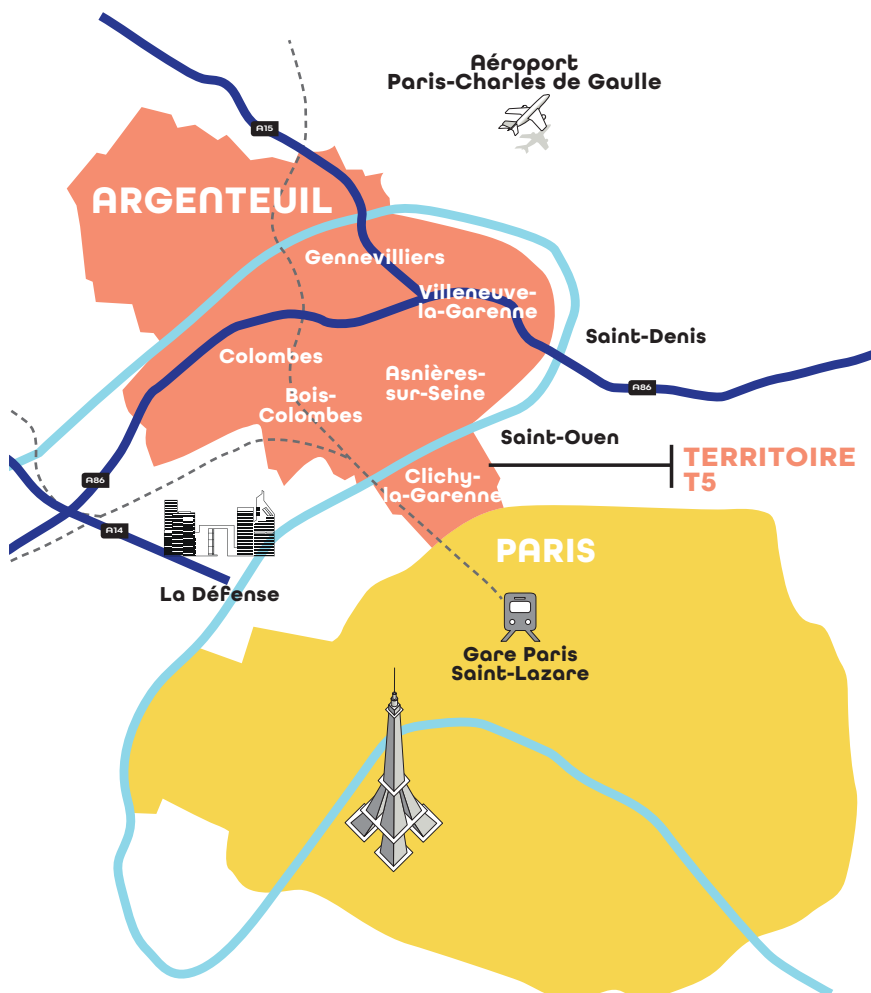 Aéroport
Paris-Charles de Gaulle
A15
ARGENTEUIL
Gennevilliers
Villeneuve-
la-Garenne
Saint-Denis
Colombes
Asnières-
sur-Seine
A86
Bois-
Colombes
Saint-Ouen
TERRITOIRE
T5
Clichy-
la-Garenne
A86
A14
PARIS
La Défense
Gare Paris
Saint-Lazare